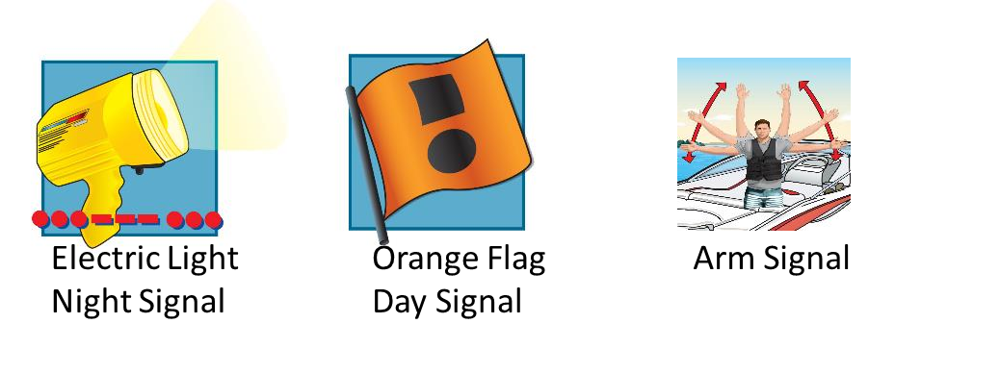 Electric Light
Night Signal
Orange Flag
Day Signal
Arm Signal